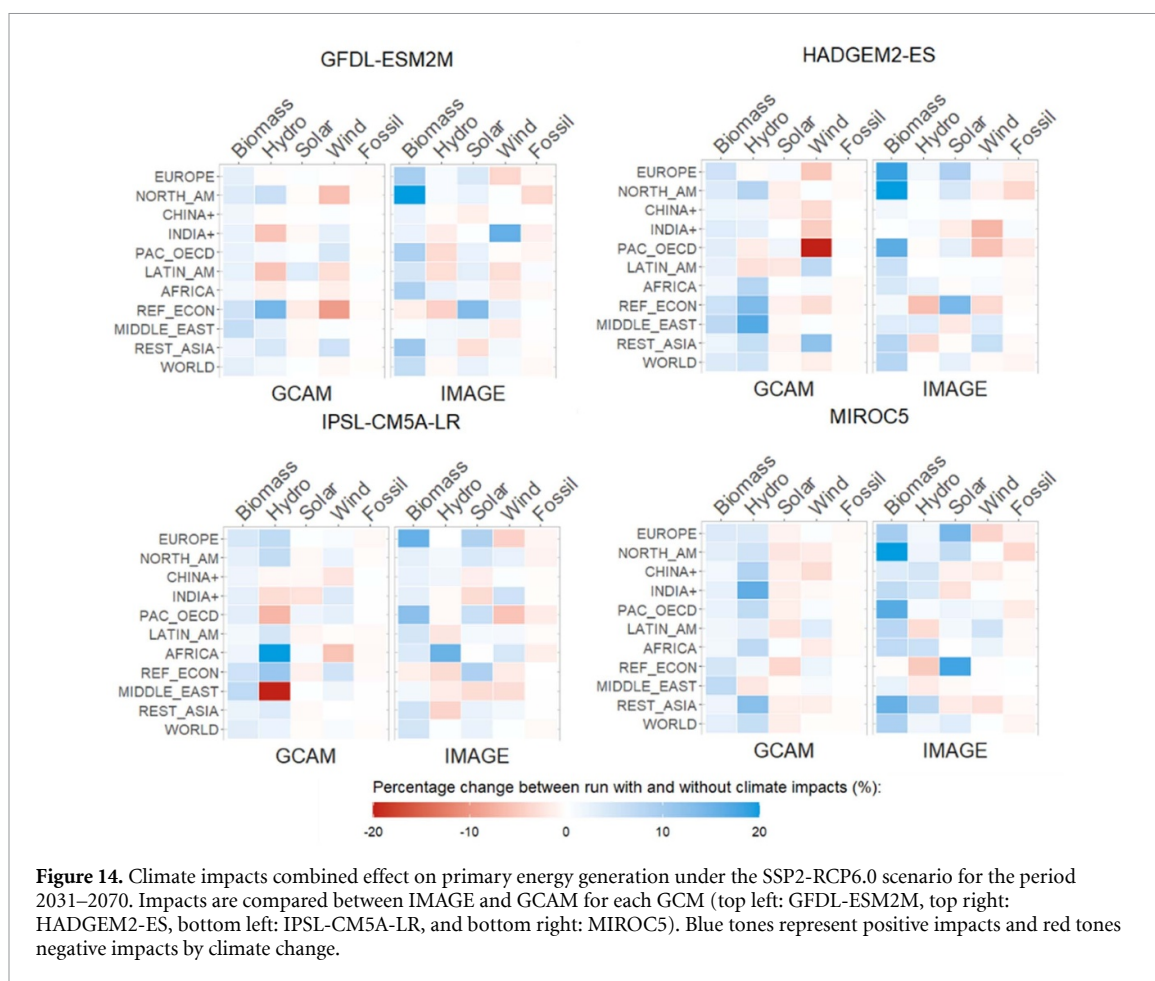 GFDL-ESM2M
Biomass Hydro Solar Wind Fossil Biomass Hydro Solar Wind Fossil
EUROPE
NORTH_AM
CHINA+
INDIA+
PAC_OECD
LATIN_AM
AFRICA
REF_ECON
MIDDLE_EAST
REST_ASIA
WORLD
GCAM IMAGE
HADGEM2-ES
Biomass Hydro Solar Wind Fossil Biomass Hydro Solar Wind Fossil
EUROPE
NORTH_AM
CHINA+
INDIA+
PAC_OECD
LATIN_AM
AFRICA
REF_ECON
MIDDLE_EAST
REST_ASIA
WORLD
GCAM IMAGE
IPSL-CM5A-LR
Biomass Hydro Solar Wind Fossil Biomass Hydro Solar Wind Fossil
EUROPE
NORTH_AM
CHINA+
INDIA+
PAC_OECD
LATIN_AM
AFRICA
REF_ECON
MIDDLE_EAST
REST_ASIA
WORLD
GCAM IMAGE
MIROC5
Biomass Hydro Solar Wind Fossil Biomass Hydro Solar Wind Fossil
EUROPE
NORTH_AM
CHINA+
INDIA+
PAC_OECD
LATIN_AM
AFRICA
REF_ECON
MIDDLE_EAST
REST_ASIA
WORLD
GCAM IMAGE
Percentage change between run with and without climate impacts (%):
-20 -10 0 10 20
Figure 14. Climate impacts combined effect on primary energy generation under the SSP2-RCP6.0 scenario for the period
2031–2070. Impacts are compared between IMAGE and GCAM for each GCM (top left: GFDL-ESM2M, top right:
HADGEM2-ES, bottom left: IPSL-CM5A-LR, and bottom right: MIROC5). Blue tones represent positive impacts and red tones
negative impacts by climate change.